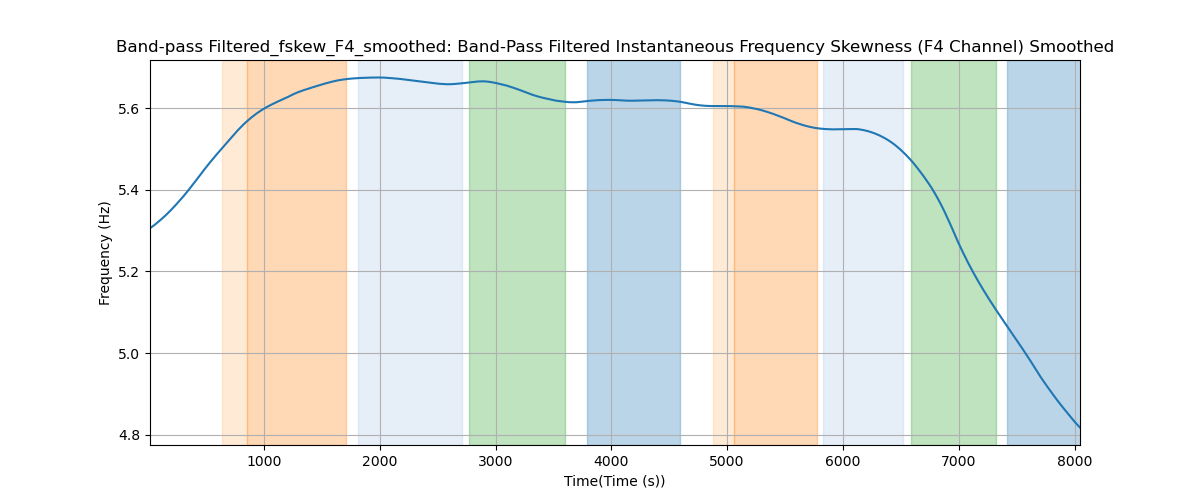 Band-pass Filtered_fskew_F4_smoothed: Band-Pass Filtered Instantaneous Frequency Skewness (F4 Channel) Smoothed
5.6
5.4
5.2
5.0
4.8
Frequency (Hz)
1000 2000 3000 4000 5000 6000 7000 8000
Time(Time (s))